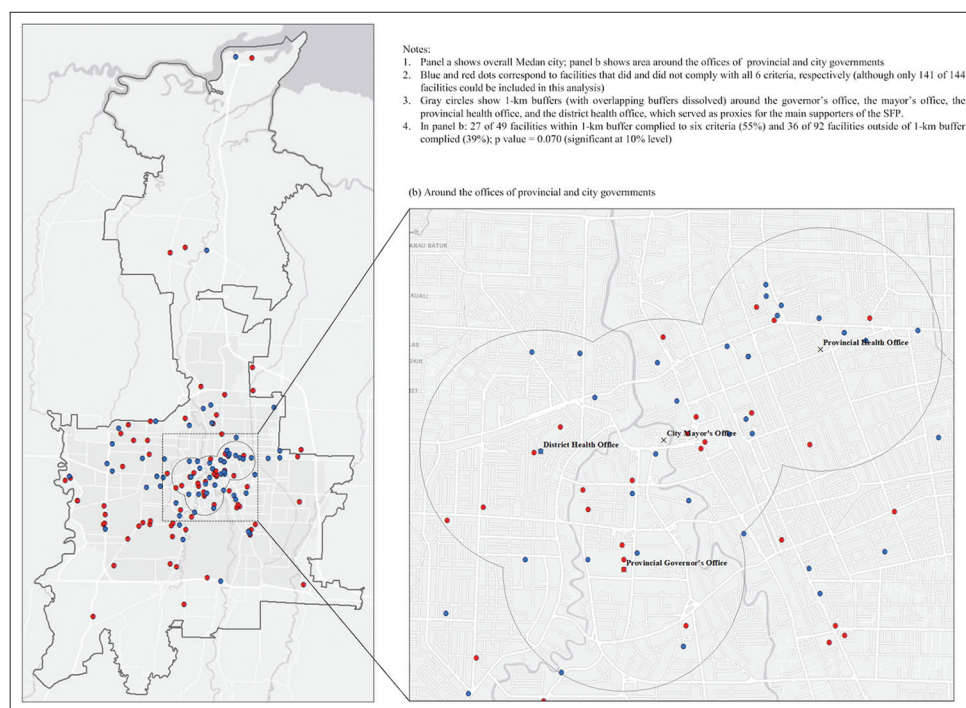 Notes:
1. Panel a shows overall Medan city; panel b shows area around the offices of provincial and city governments
2. Blue and red dots correspond to facilities that did and did not comply with all 6 criteria, respectively (although only 141 of 144
facilities could be included in this analysis)
3. Gray circles show 1-km buffers (with overlapping buffers dissolved) around the governor's office, the mayor's office, the
provincial health office, and the district health office, which served as proxies for the main supporters of the SFP.
4. In panel b: 27 of 49 facilities within 1-km buffer complied to six criteria (55%) and 36 of 92 facilities outside of 1-km buffer
complied (39%); p value = 0.070 (significant at 10% level)
(b) Around the offices of provincial and city governments
ANAU BATUR
KUALI
Provincial Health Office
City Mayor's Office
District Health Office
Provincial Governor's Office